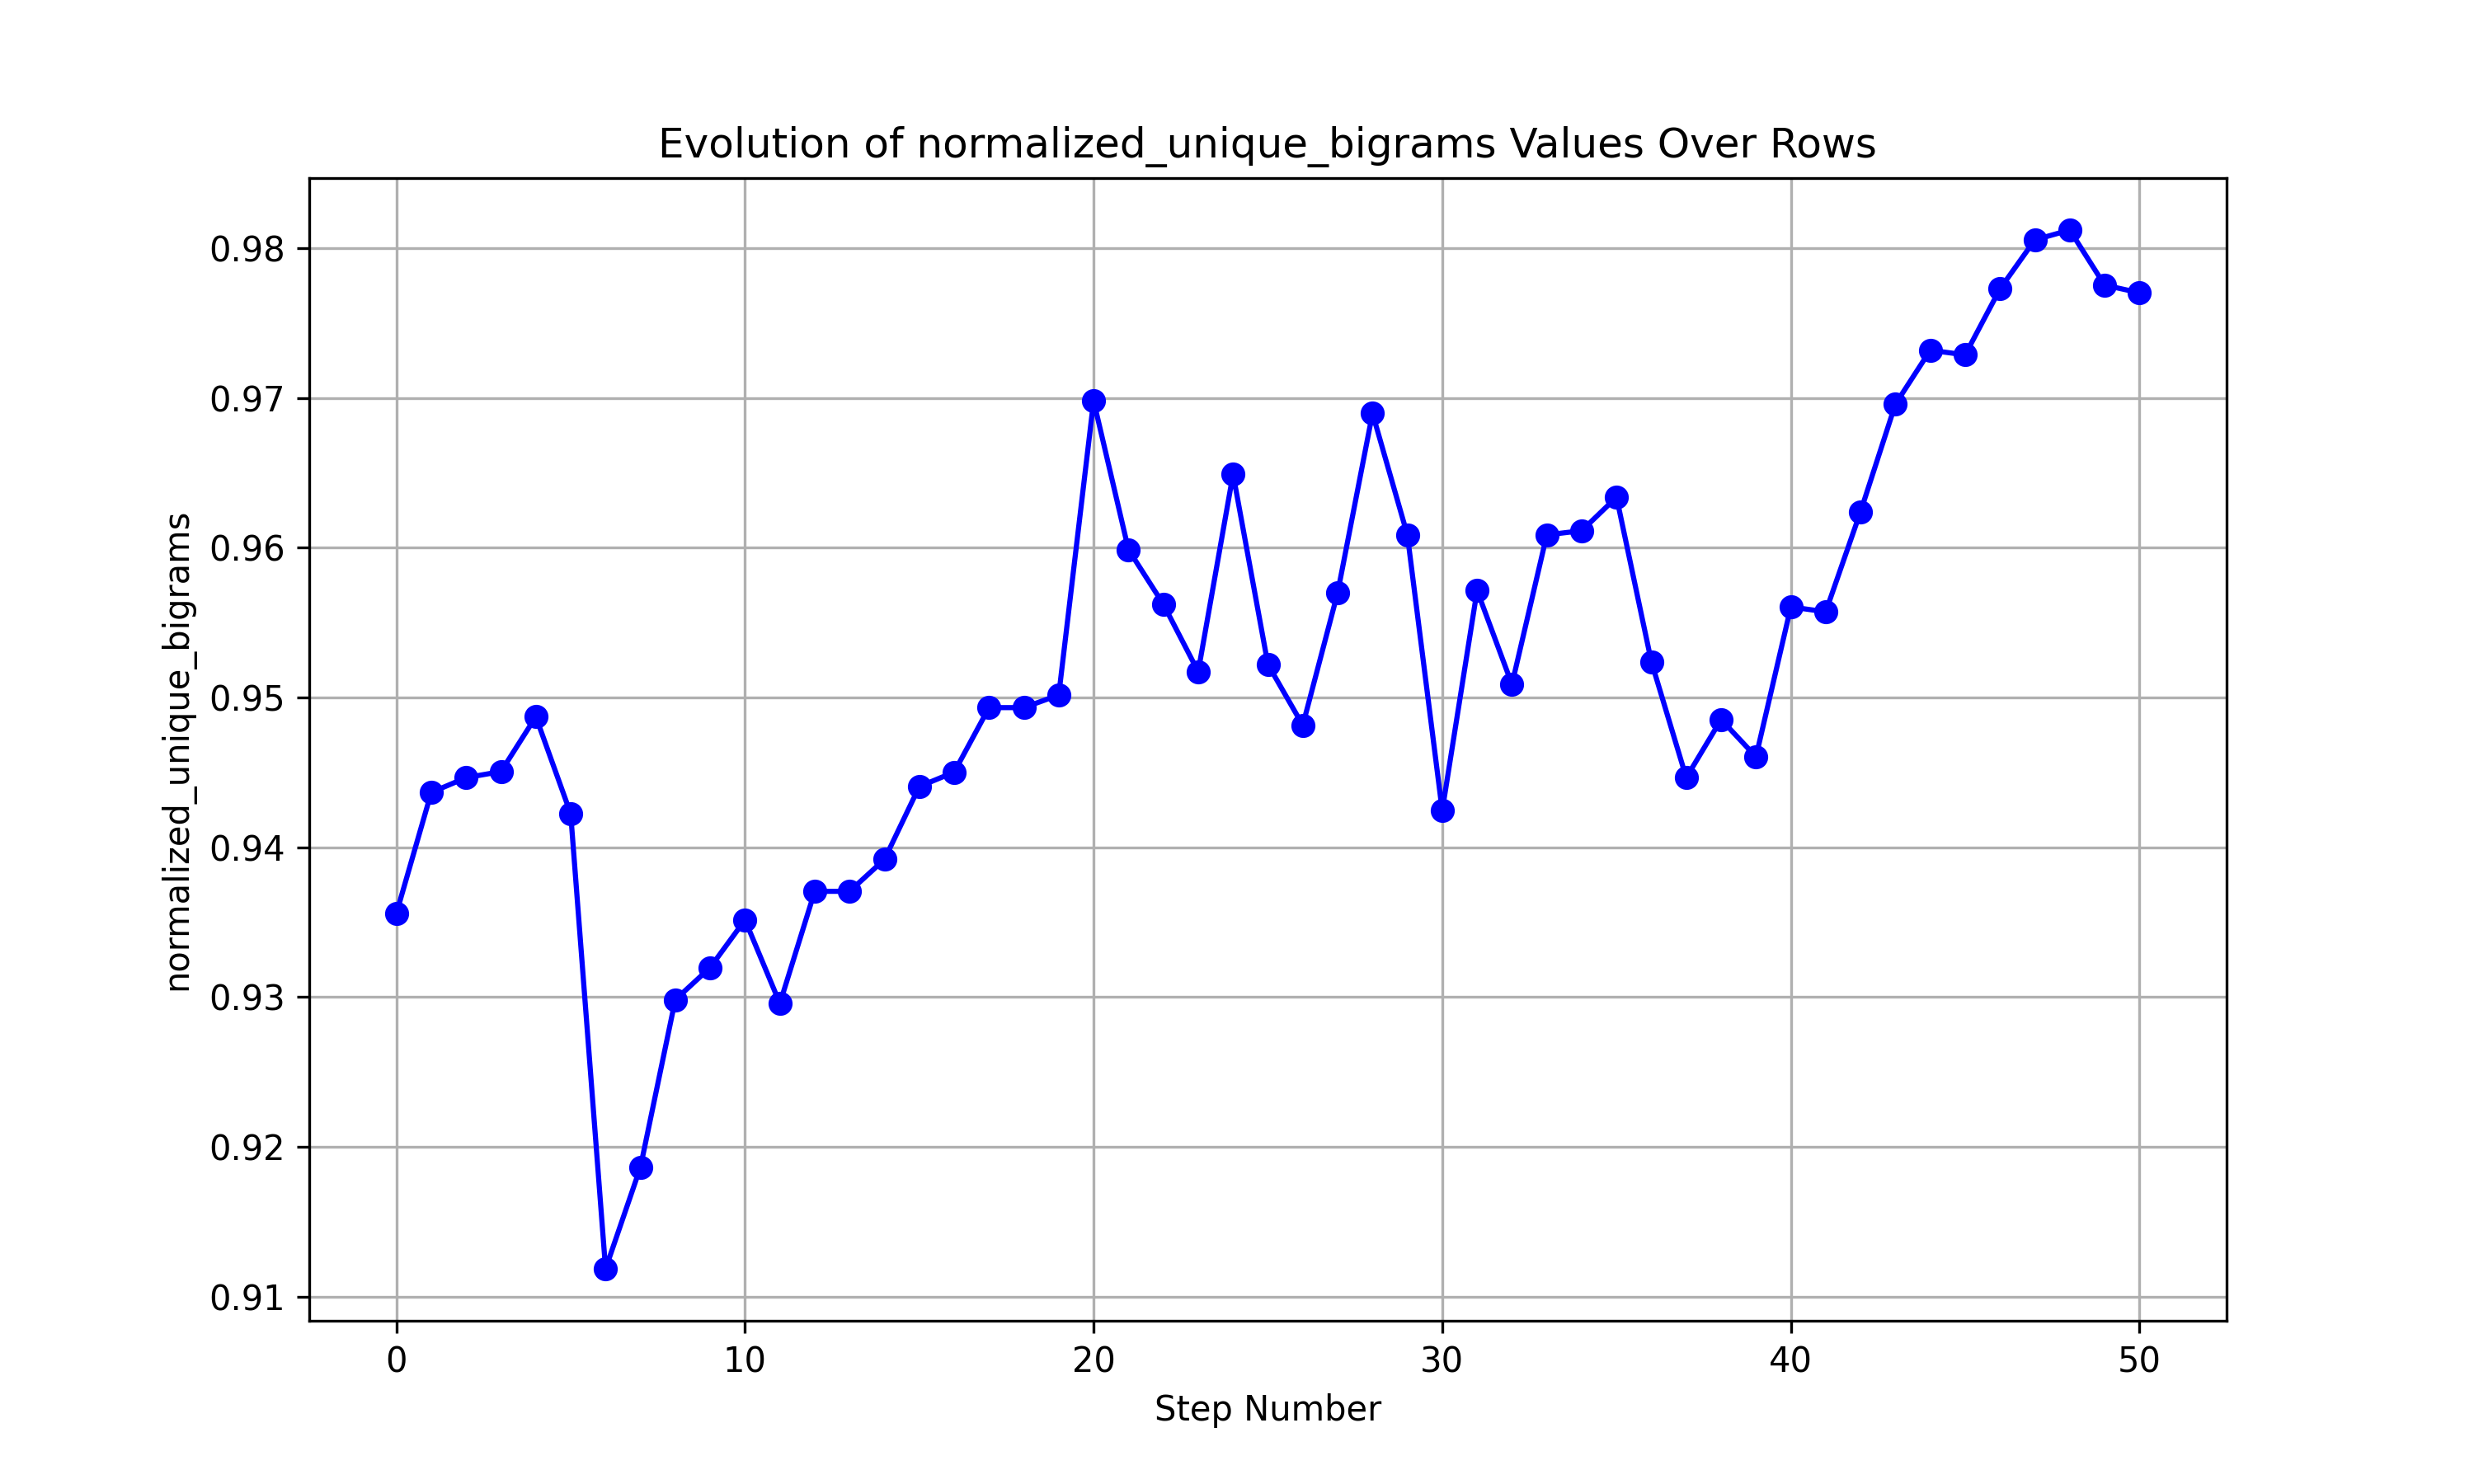 Evolution of normalized_unique_bigrams Values Over Rows
normalized_unique_bigrams
0.98
0.97
0.96
0.95
0.94
0.93
0.92
0.91
0 10 20 30 40 50
Step Number